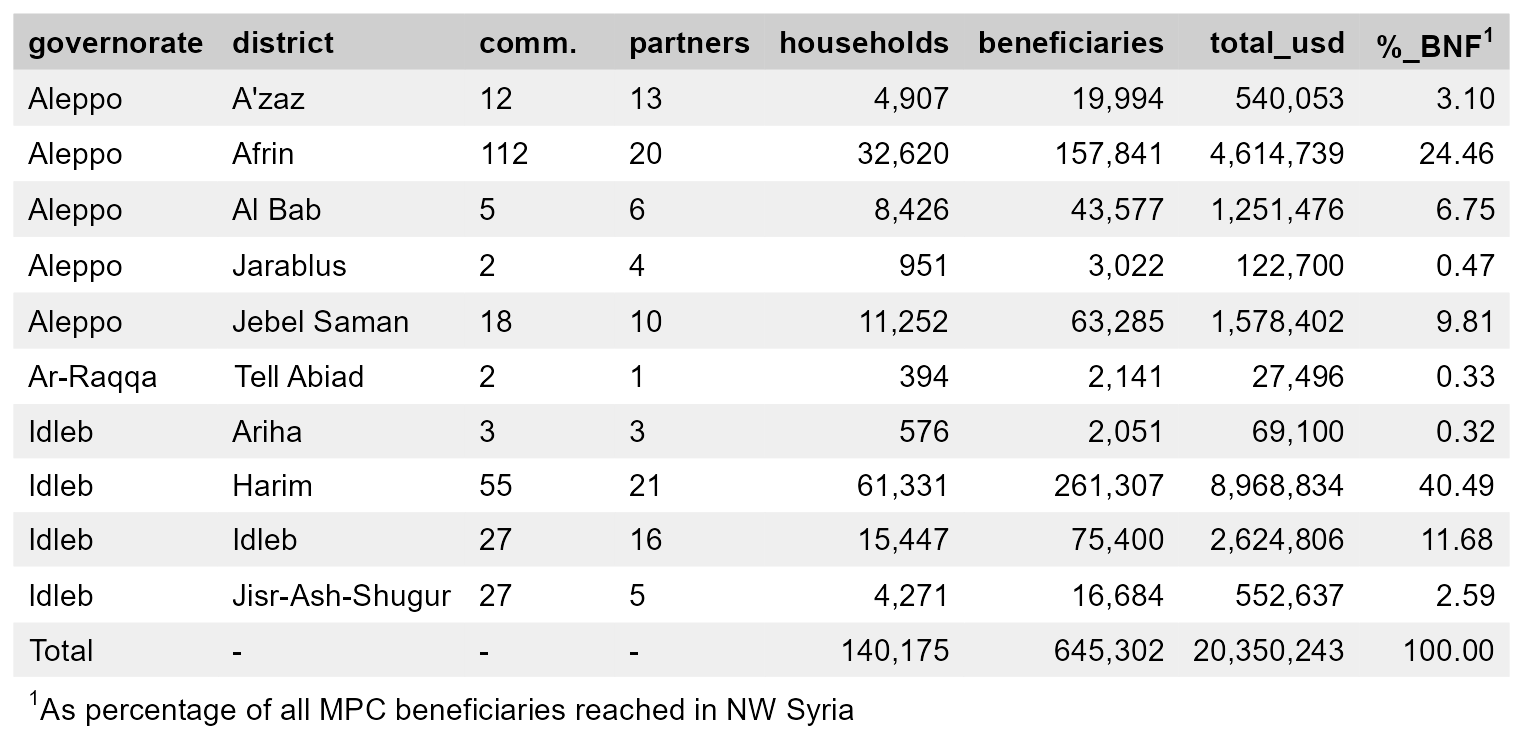 governorate district comm. partners households beneficiaries total_usd %_BNF1
Aleppo A'zaz 12 13 4,907 19,994 540,053 3.10
Aleppo Afrin 112 20 32,620 157,841 4,614,739 24.46
Aleppo Al Bab 5 6 8,426 43,577 1,251,476 6.75
Aleppo Jarablus 2 4 951 3,022 122,700 0.47
Aleppo Jebel Saman 18 10 11,252 63,285 1,578,402 9.81
Ar-Raqqa Tell Abiad 2 1 394 2,141 27,496 0.33
Idleb Ariha 3 3 576 2,051 69,100 0.32
Idleb Harim 55 21 61,331 261,307 8,968,834 40.49
Idleb Idleb 27 16 15,447 75,400 2,624,806 11.68
Idleb Jisr-Ash-Shugur 27 5 4,271 16,684 552,637 2.59
Total - - - 140,175 645,302 20,350,243 100.00
1As percentage of all MPC beneficiaries reached in NW Syria